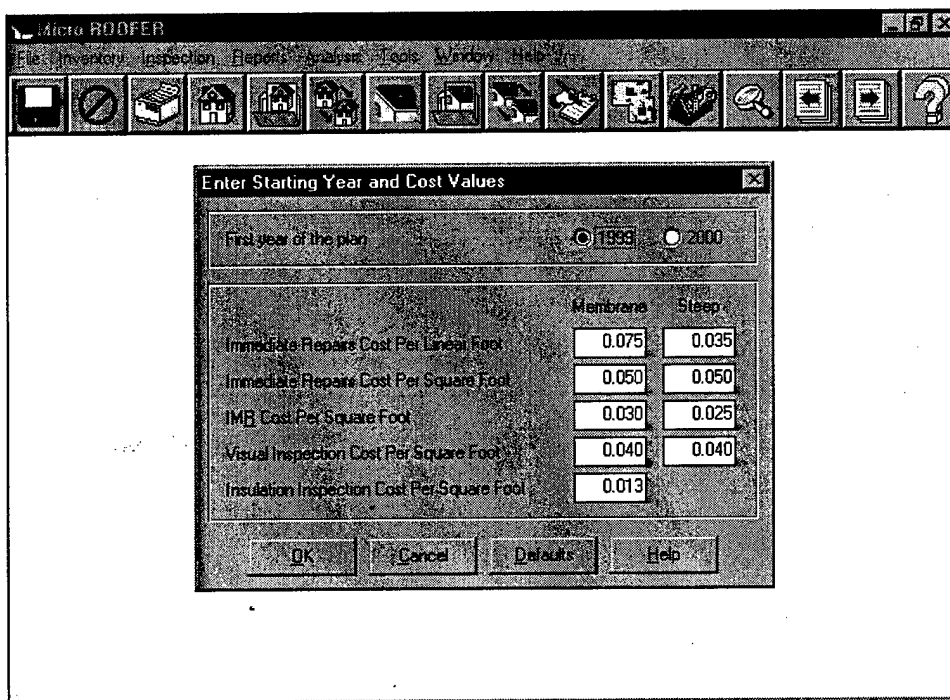 Micro ROOFER
File Inventory Inspection Reports Analysis Tools Window Help
Enter Starting Year and Cost Values
First year of the plan 1999 2000
Membrane Steep
Immediate Repairs Cost Per Linear Foot 0.075 0.035
Immediate Repairs Cost Per Square Foot 0.050 0.050
IMR Cost Per Square Foot 0.030 0.025
Visual Inspection Cost Per Square Foot 0.040 0.040
Insulation Inspection Cost Per Square Foot 0.013
OK Cancel Defaults Help